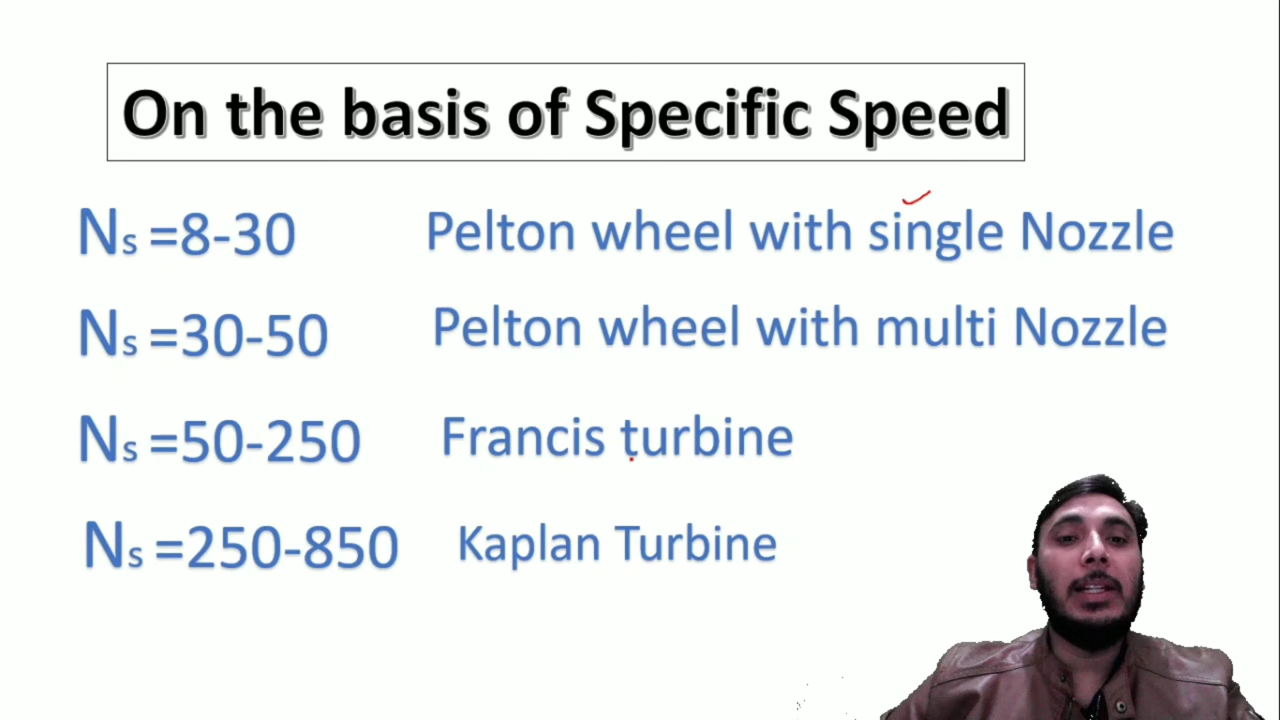 On the basis of Specific Speed
Ns =8-30 Pelton wheel with single Nozzle
Ns =30-50 Pelton wheel with multi Nozzle
Ns =50-250 Francis turbine
Ns =250-850 Kaplan Turbine